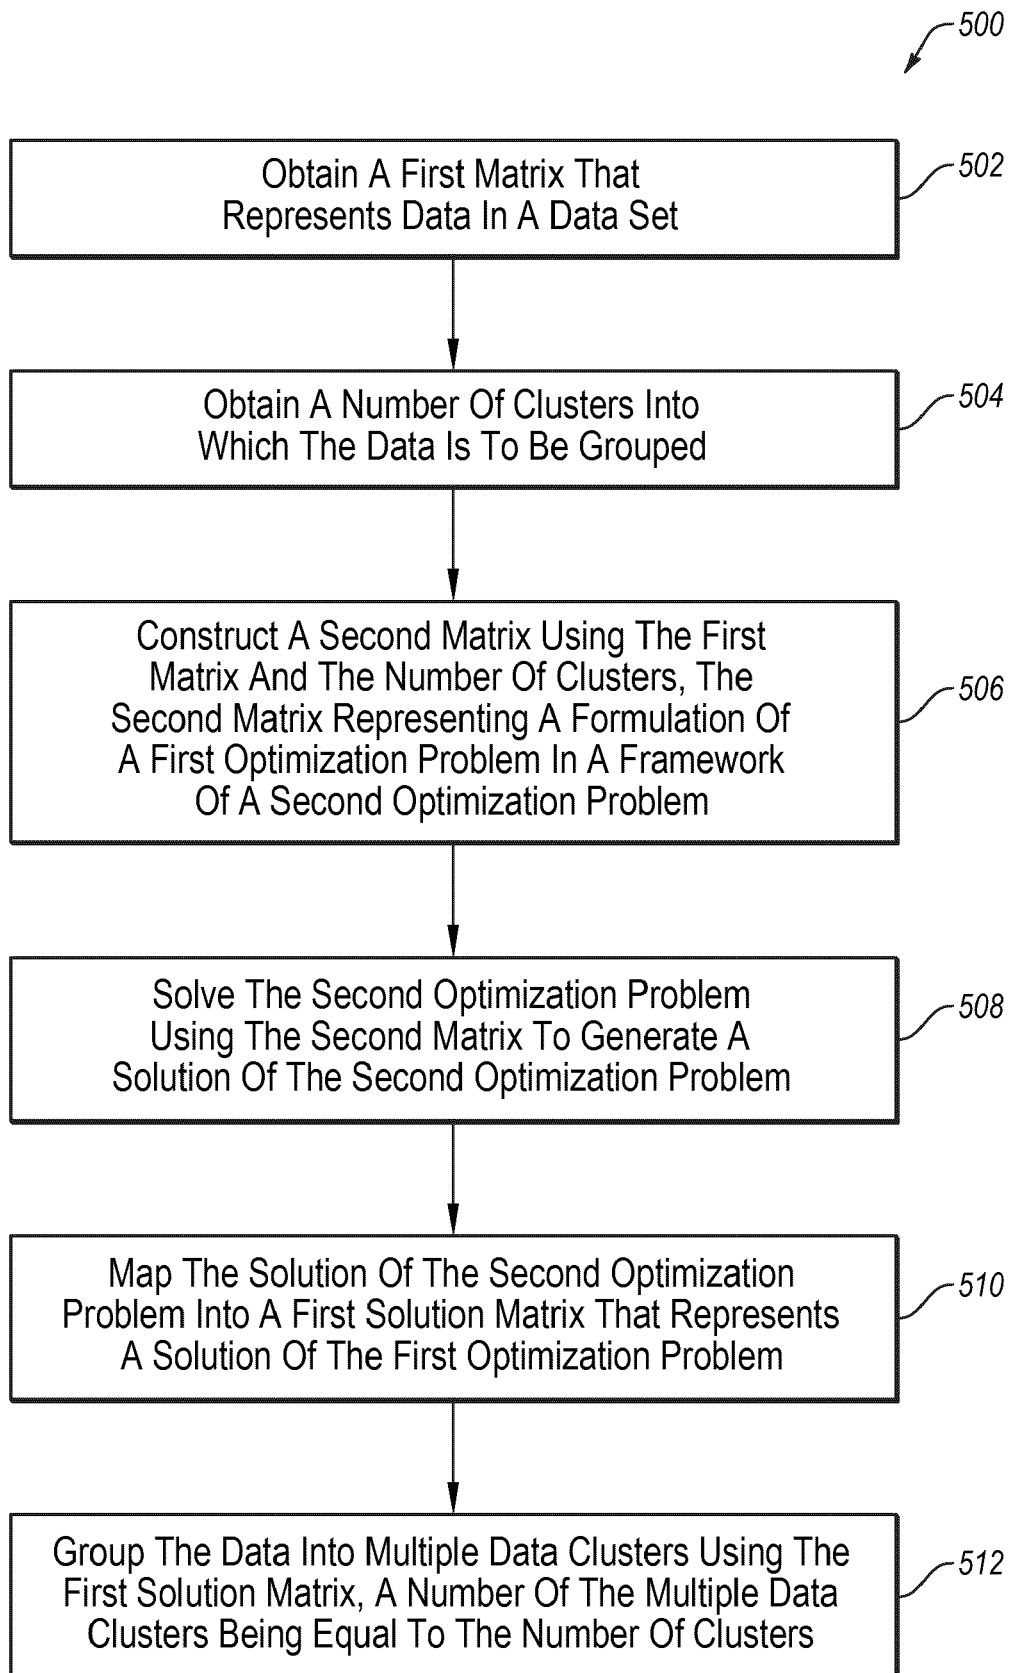 500
Obtain A First Matrix That
Represents Data In A Data Set
502
Obtain A Number Of Clusters Into
Which The Data Is To Be Grouped
504
Construct A Second Matrix Using The First
Matrix And The Number Of Clusters, The
Second Matrix Representing A Formulation Of
A First Optimization Problem In A Framework
Of A Second Optimization Problem
506
Solve The Second Optimization Problem
Using The Second Matrix To Generate A
Solution Of The Second Optimization Problem
508
Map The Solution Of The Second Optimization
Problem Into A First Solution Matrix That Represents
A Solution Of The First Optimization Problem
510
Group The Data Into Multiple Data Clusters Using The
First Solution Matrix, A Number Of The Multiple Data
Clusters Being Equal To The Number Of Clusters
512